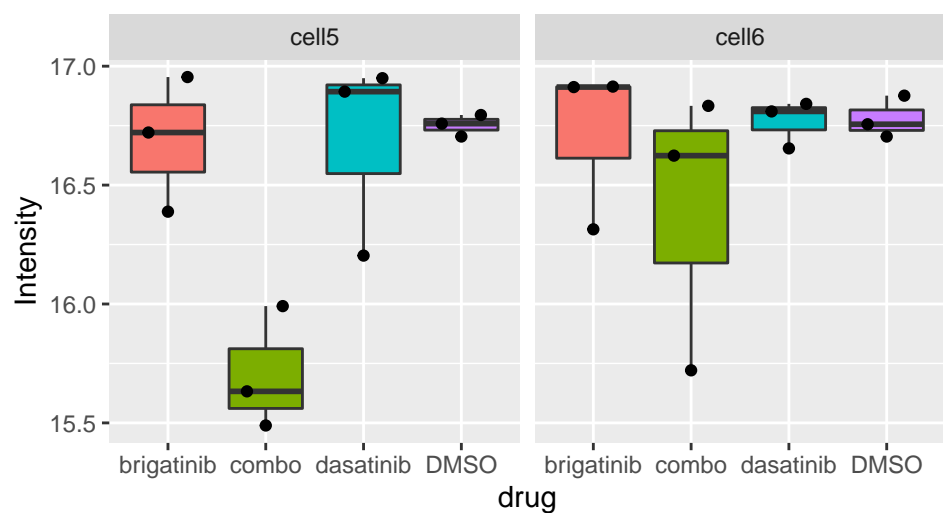 cell5 cell6
17.0
16.5
16.0
15.5
Intensity
brigatinib combo dasatinib DMSO brigatinib combo dasatinib DMSO
drug